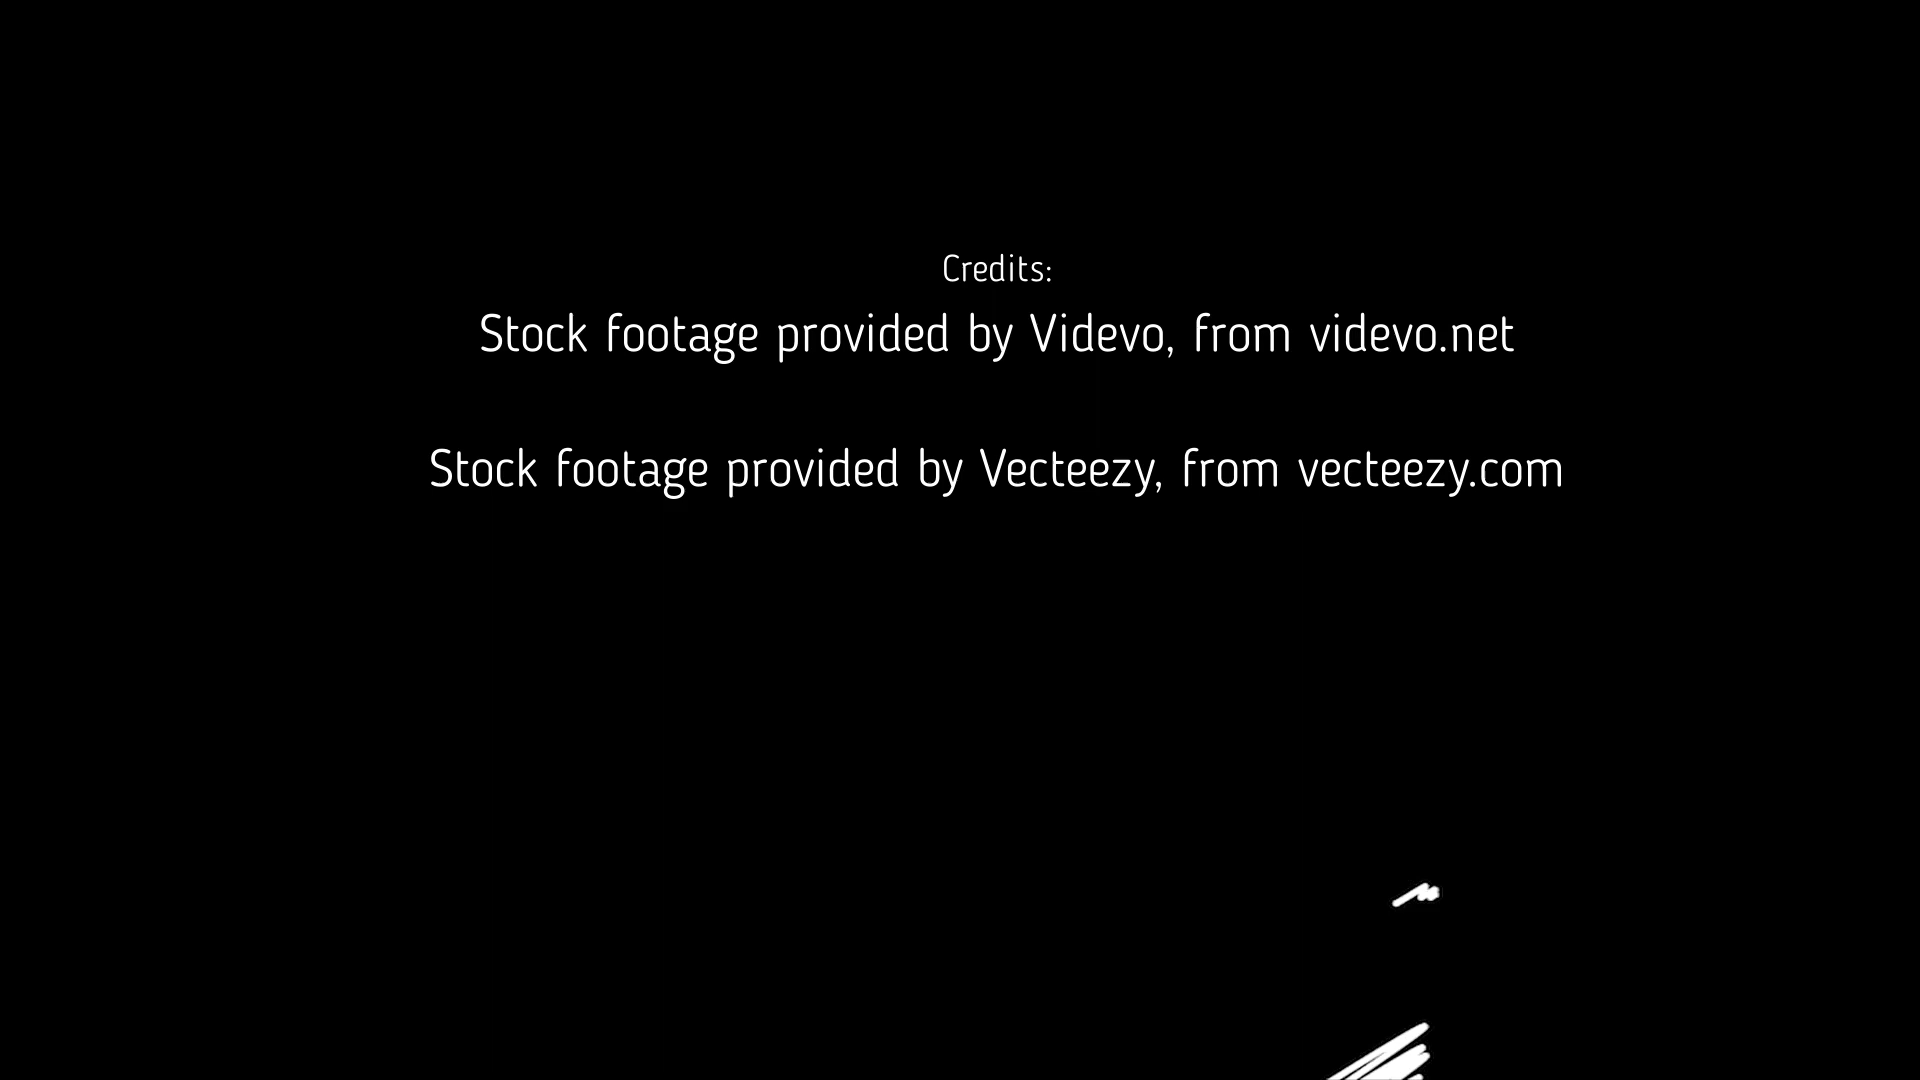 Credits:
Stock footage provided by Videvo, from videvo.net
Stock footage provided by Vecteezy, from vecteezy.com